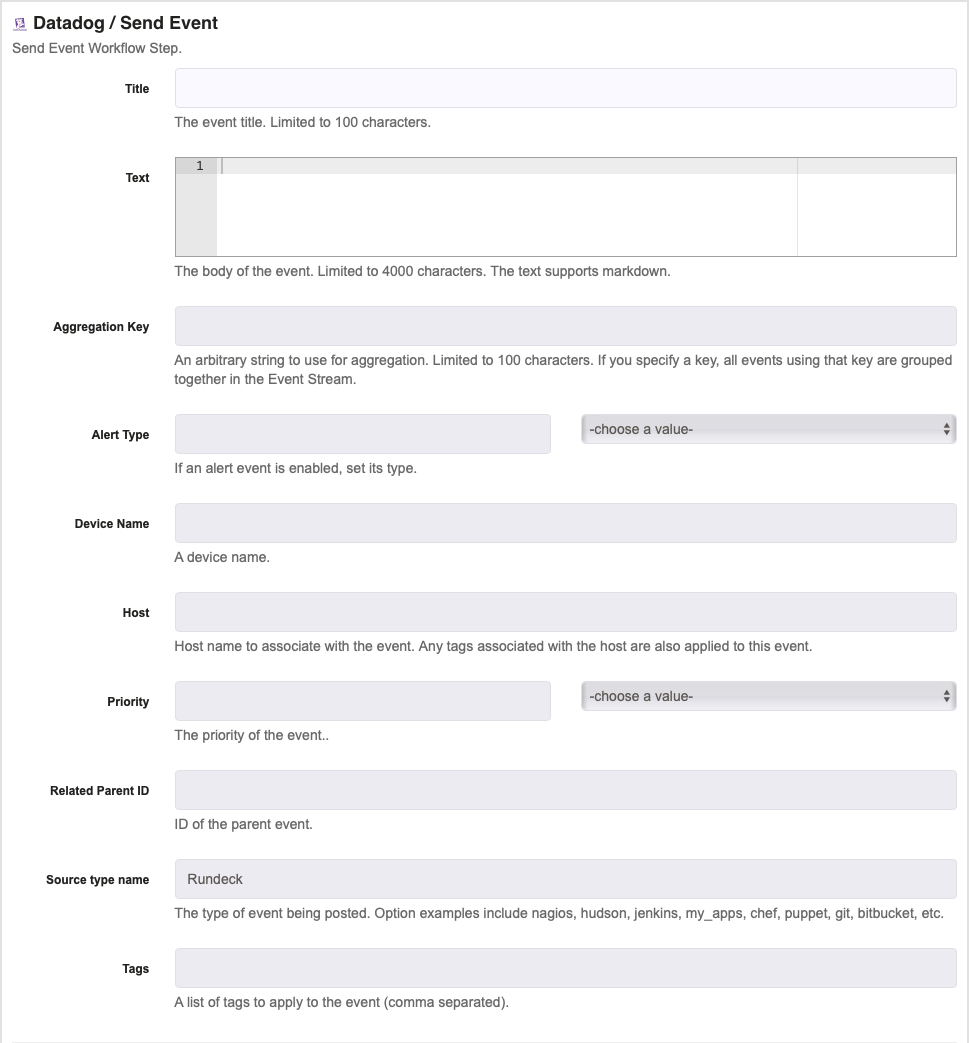 Datadog / Send Event
Send Event Workflow Step.
Title
The event title. Limited to 100 characters.
Text
1
The body of the event. Limited to 4000 characters. The text supports markdown.
Aggregation Key
An arbitrary string to use for aggregation. Limited to 100 characters. If you specify a key, all events using that key are grouped
together in the Event Stream.
Alert Type
-choose a value-
If an alert event is enabled, set its type.
Device Name
A device name.
Host
Host name to associate with the event. Any tags associated with the host are also applied to this event.
Priority
-choose a value-
The priority of the event..
Related Parent ID
ID of the parent event.
Source type name
Rundeck
The type of event being posted. Option examples include nagios, hudson, jenkins, my_apps, chef, puppet, git, bitbucket, etc.
Tags
A list of tags to apply to the event (comma separated).